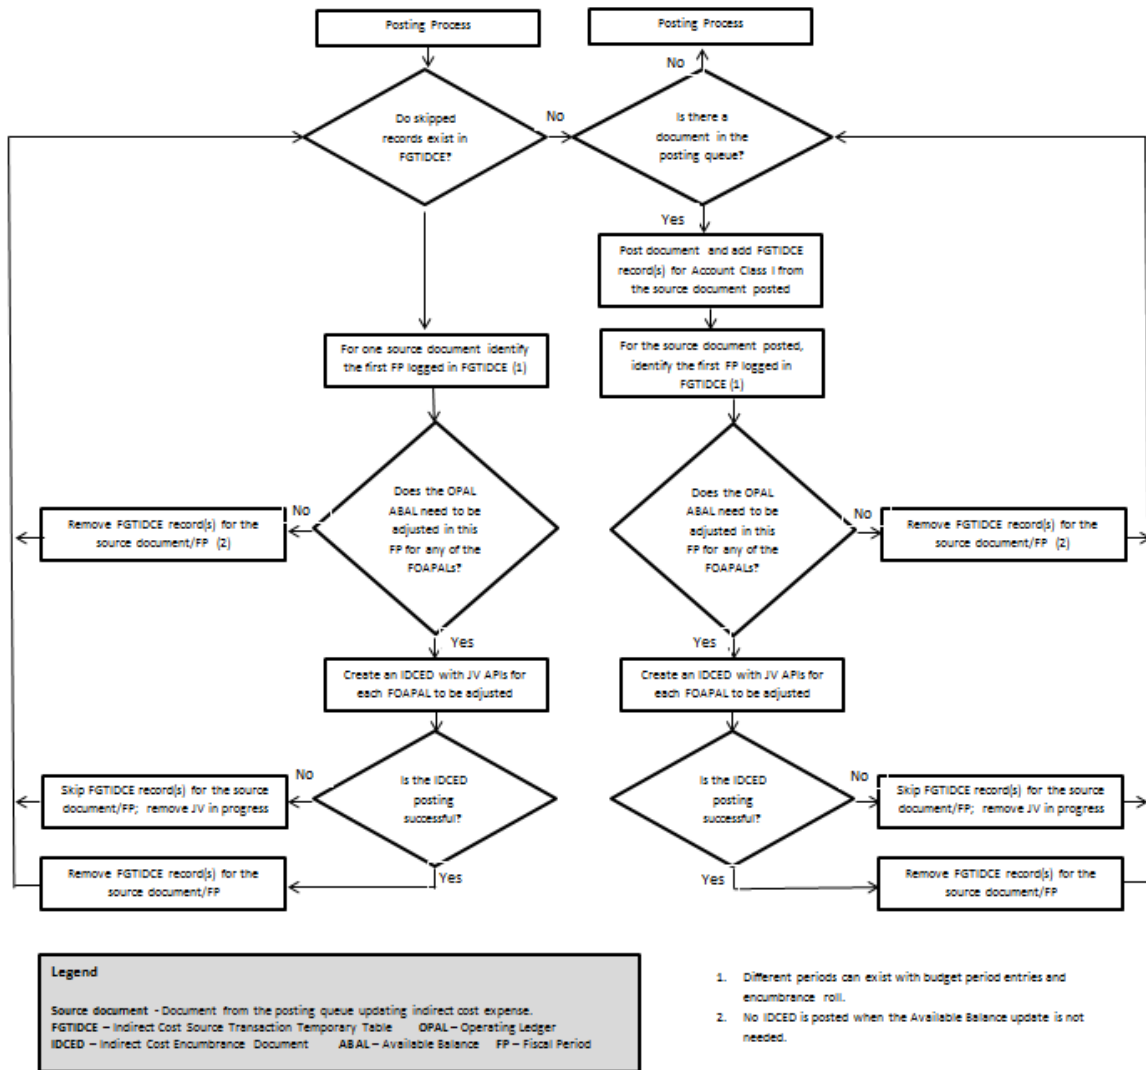 Posting Process
Posting Process
No
Do skipped
records exist in
FGTIDCE?
No
Is there a
document in the
posting queue?
Yes
Post document and add FGTIDCE
record(s) for Account Class I from
the source document posted
For one source document identify
the first FP logged in FGTIDCE (1)
For the source document posted,
identify the first FP logged in
FGTIDCE (1)
Does the OPAL
ABAL need to be
adjusted in this
FP for any of the
FOAPALs?
No
Remove FGTIDCE record(s) for the
source document/FP (2)
Does the OPAL
ABAL need to be
adjusted in this
FP for any of the
FOAPALs?
No
Remove FGTIDCE record(s) for the
source document/FP (2)
Yes
Yes
Create an IDCED with JV APIs for
each FOAPAL to be adjusted
Create an IDCED with JV APIs for
each FOAPAL to be adjusted
Is the IDCED
posting
successful?
No
Skip FGTIDCE record(s) for the source
document/FP; remove JV in progress
Is the IDCED
posting
successful?
No
Skip FGTIDCE record(s) for the source
document/FP; remove JV in progress
Yes
Remove FGTIDCE record(s) for the
source document/FP
Yes
Remove FGTIDCE record(s) for the
source document/FP
Legend
Source document - Document from the posting queue updating indirect cost expense.
FGTIDCE – Indirect Cost Source Transaction Temporary Table OPAL – Operating Ledger
IDCED – Indirect Cost Encumbrance Document ABAL – Available Balance FP – Fiscal Period
1. Different periods can exist with budget period entries and
encumbrance roll.
2. No IDCED is posted when the Available Balance update is not
needed.